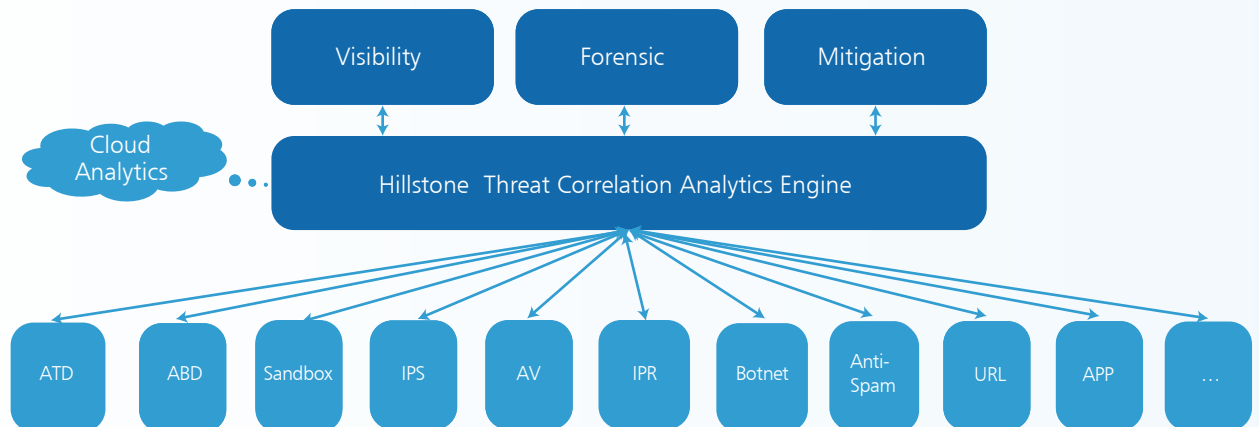 Visibility
Forensic
Mitigation
Cloud
Analytics
Hillstone Threat Correlation Analytics Engine
ATD
ABD
Sandbox
IPS
AV
IPR
Botnet
Anti-
Spam
URL
APP
...